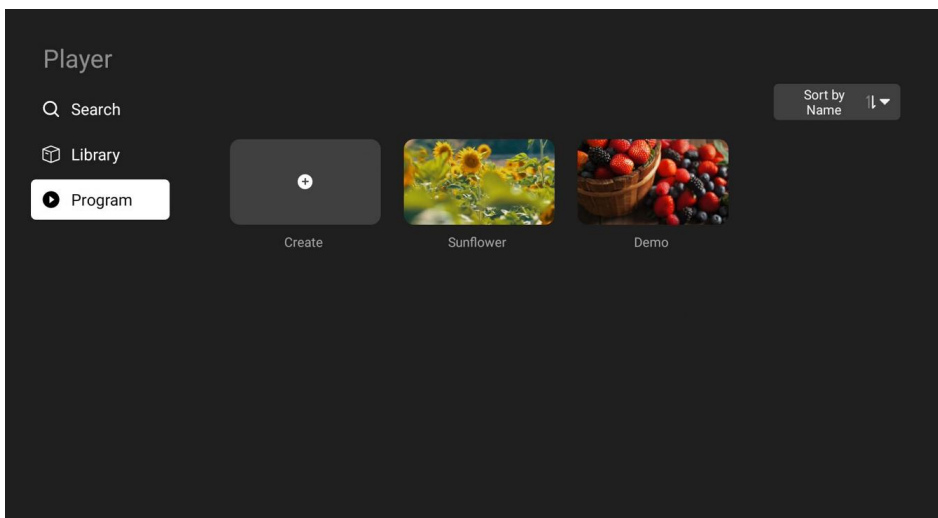 Player
Search
Library
Program
Sort by
Name
Create
Sunflower
Demo